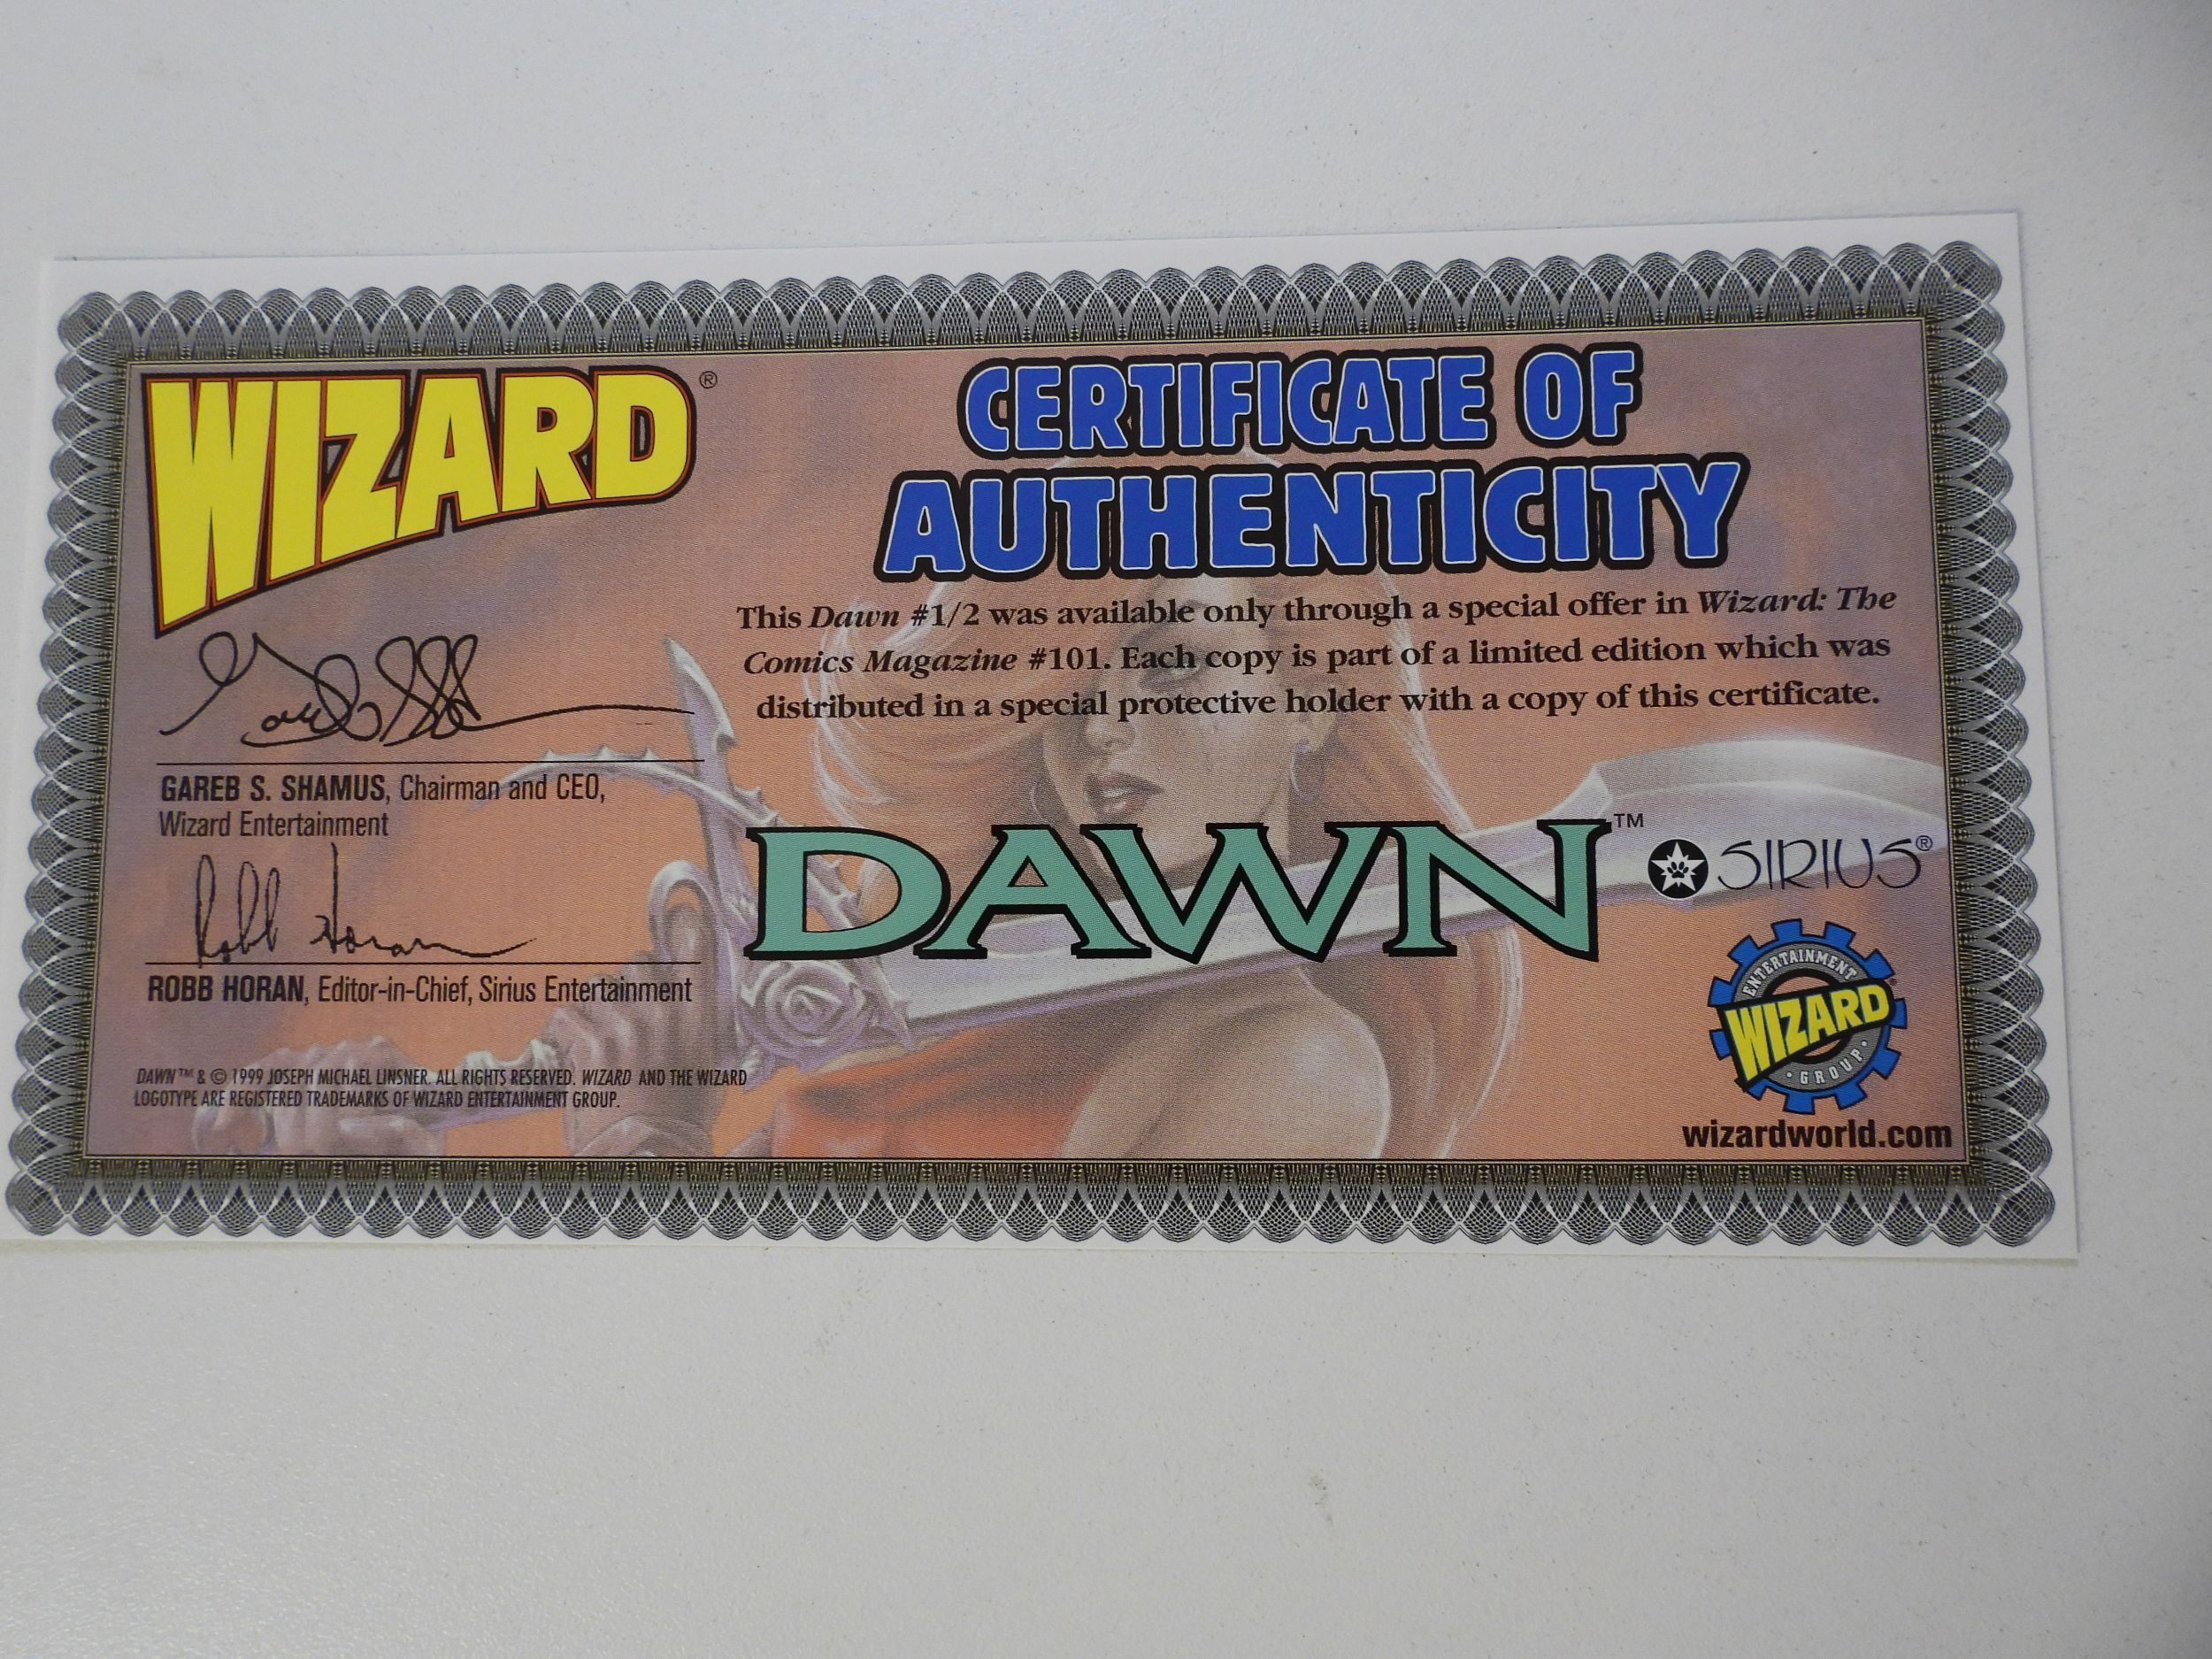 WIZARD®
CERTIFICATE OF
AUTHENTICITY
This Dawn #1/2 was available only through a special offer in Wizard: The
Comics Magazine #101. Each copy is part of a limited edition which was
distributed in a special protective holder with a copy of this certificate.
GAREB S. SHAMUS, Chairman and CEO,
Wizard Entertainment
Robb Horan
ROBB HORAN, Editor-in-Chief, Sirius Entertainment
DAWN™
SIRIUS®
ENTERTAINMENT
WIZARD®
• GROUP •
wizardworld.com
DAWN™ & © 1999 JOSEPH MICHAEL LINSNER. ALL RIGHTS RESERVED. WIZARD AND THE WIZARD
LOGOTYPE ARE REGISTERED TRADEMARKS OF WIZARD ENTERTAINMENT GROUP.